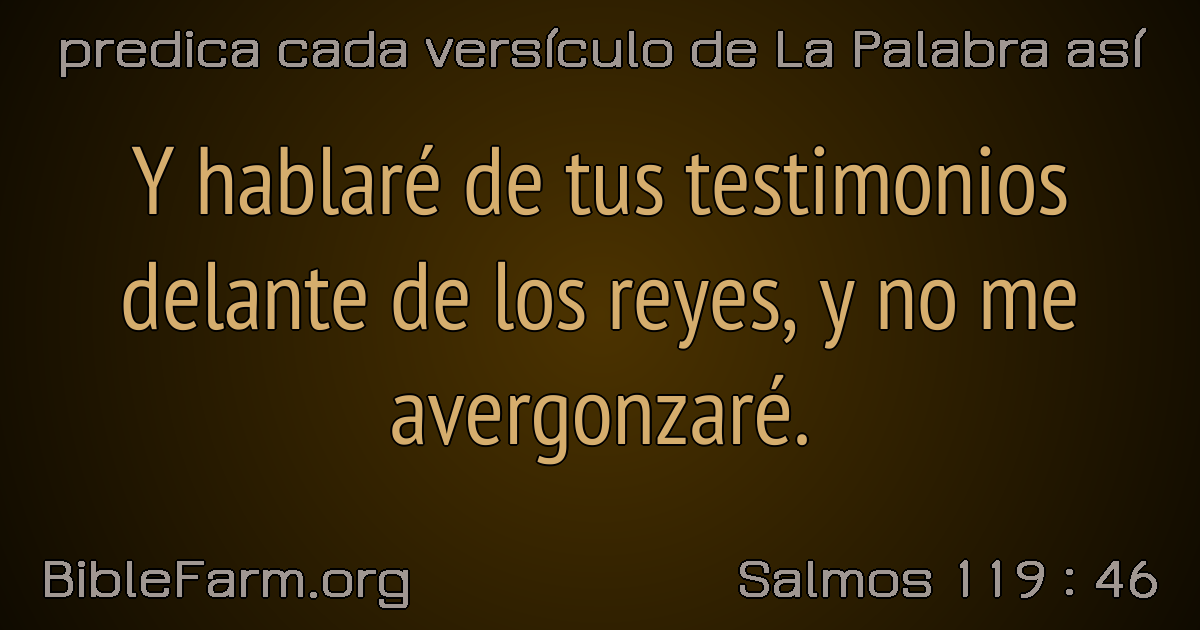 predica cada versículo de La Palabra así
Y hablaré de tus testimonios
delante de los reyes, y no me
avergonzaré.
BibleFarm.org
Salmos 119 : 46